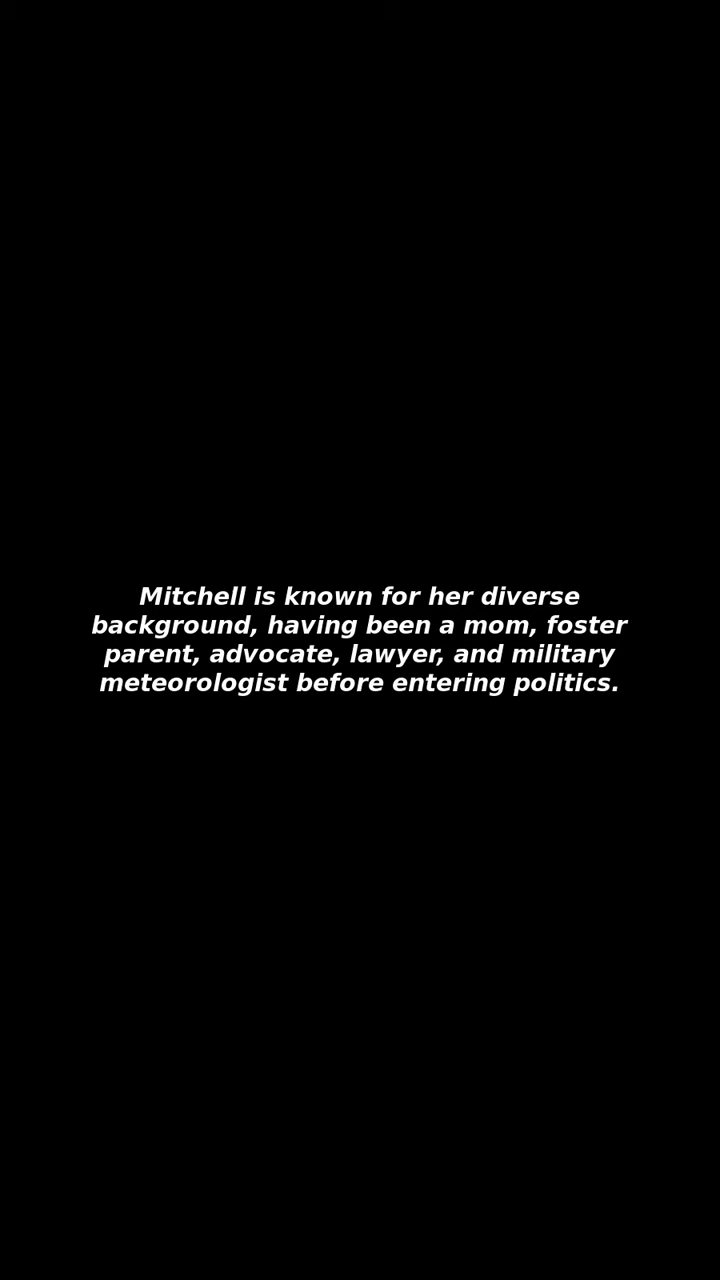 Mitchell is known for her diverse
background, having been a mom, foster
parent, advocate, lawyer, and military
meteorologist before entering politics.